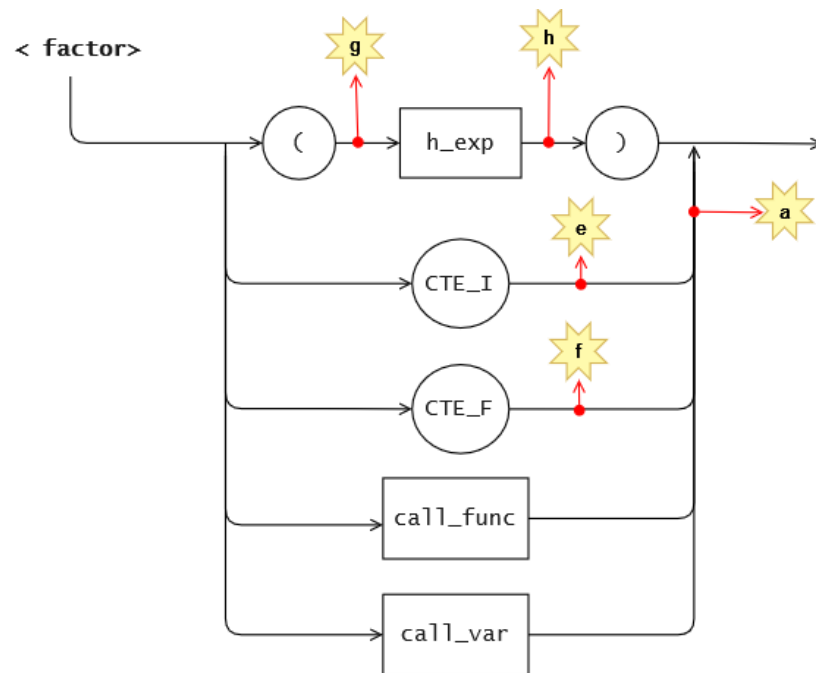 < factor>
g
h
(
h_exp
)
a
e
CTE_I
f
CTE_F
call_func
call_var